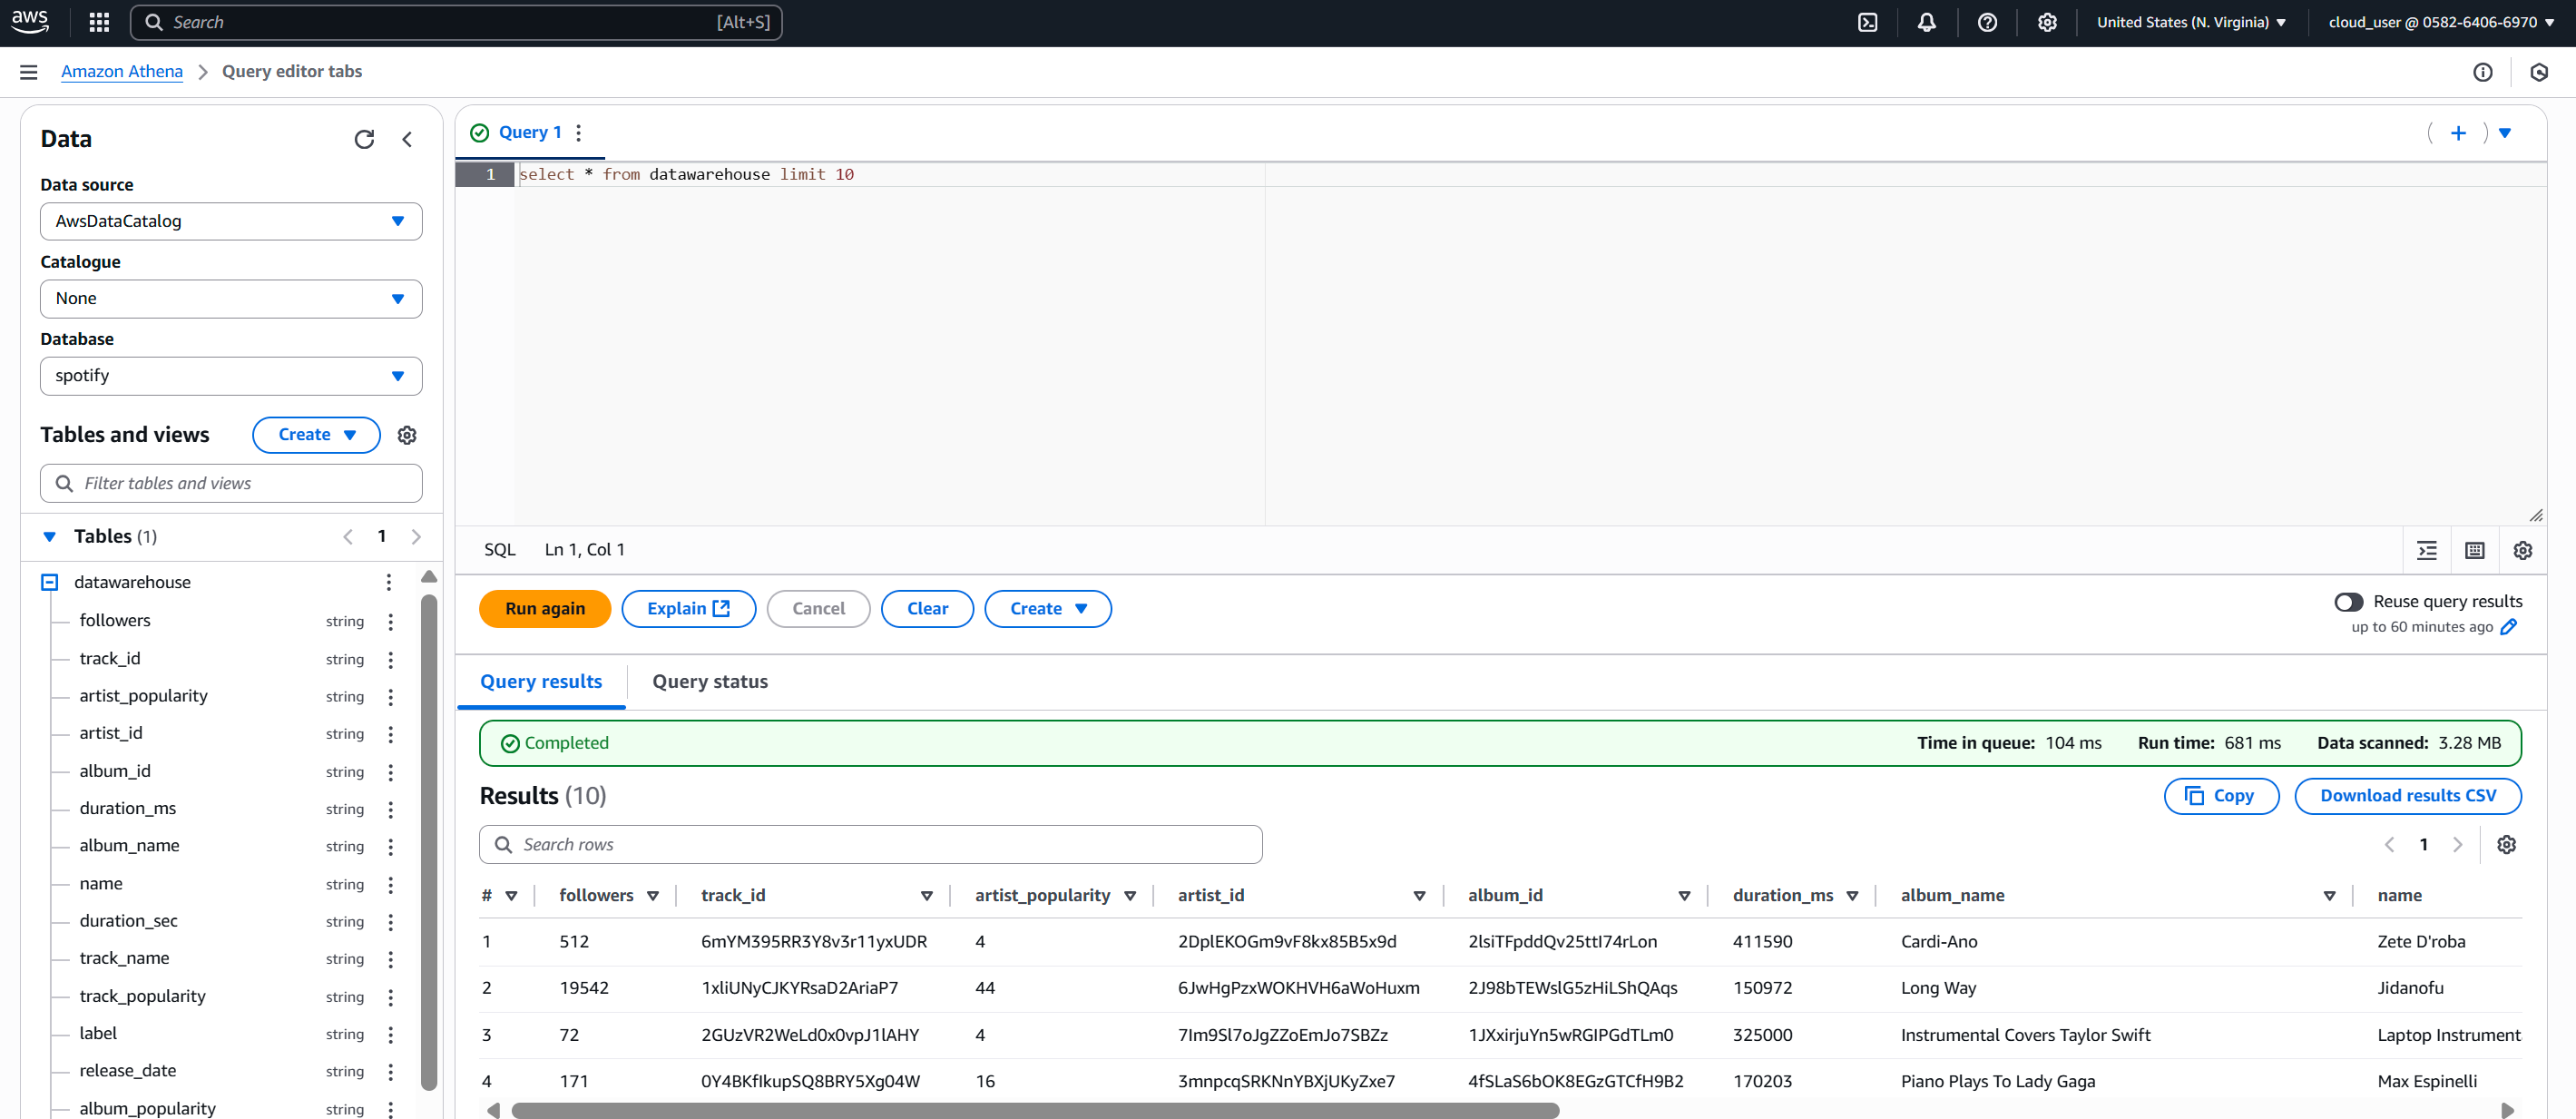 aws
Search [Alt+S]
United States (N. Virginia)
cloud_user @ 0582-6406-6970
Amazon Athena
Query editor tabs
Data
Data source
AwsDataCatalog
Catalogue
None
Database
spotify
Tables and views
Create
Filter tables and views
Tables (1)
1
datawarehouse
followers string
track_id string
artist_popularity string
artist_id string
album_id string
duration_ms string
album_name string
name string
duration_sec string
track_name string
track_popularity string
label string
release_date string
album_popularity string
Query 1
1 select * from datawarehouse limit 10
SQL Ln 1, Col 1
Run again
Explain
Cancel
Clear
Create
Reuse query results
up to 60 minutes ago
Query results
Query status
Completed
Time in queue: 104 ms Run time: 681 ms Data scanned: 3.28 MB
Results (10)
Copy
Download results CSV
Search rows
1
# followers track_id artist_popularity artist_id album_id duration_ms album_name name
1 512 6mYM395RR3Y8v3r11yxUDR 4 2DplEKOGm9vF8kx85B5x9d 2lsiTFpddQv25ttI74rLon 411590 Cardi-Ano Zete D'roba
2 19542 1xliUNyCJKYRsaD2AriaP7 44 6JwHgPzxWOKHVH6aWoHuxm 2J98bTEWslG5zHiLShQAqs 150972 Long Way Jidanofu
3 72 2GUzVR2WeLd0x0vpJ1lAHY 4 7Im9Sl7oJgZZoEmJo7SBZz 1JXxirjuYn5wRGIPGdTLm0 325000 Instrumental Covers Taylor Swift Laptop Instrument
4 171 0Y4BKfIkupSQ8BRY5Xg04W 16 3mnpcqSRKNnYBXjUKyZxe7 4fSLaS6bOK8EGzGTCfH9B2 170203 Piano Plays To Lady Gaga Max Espinelli